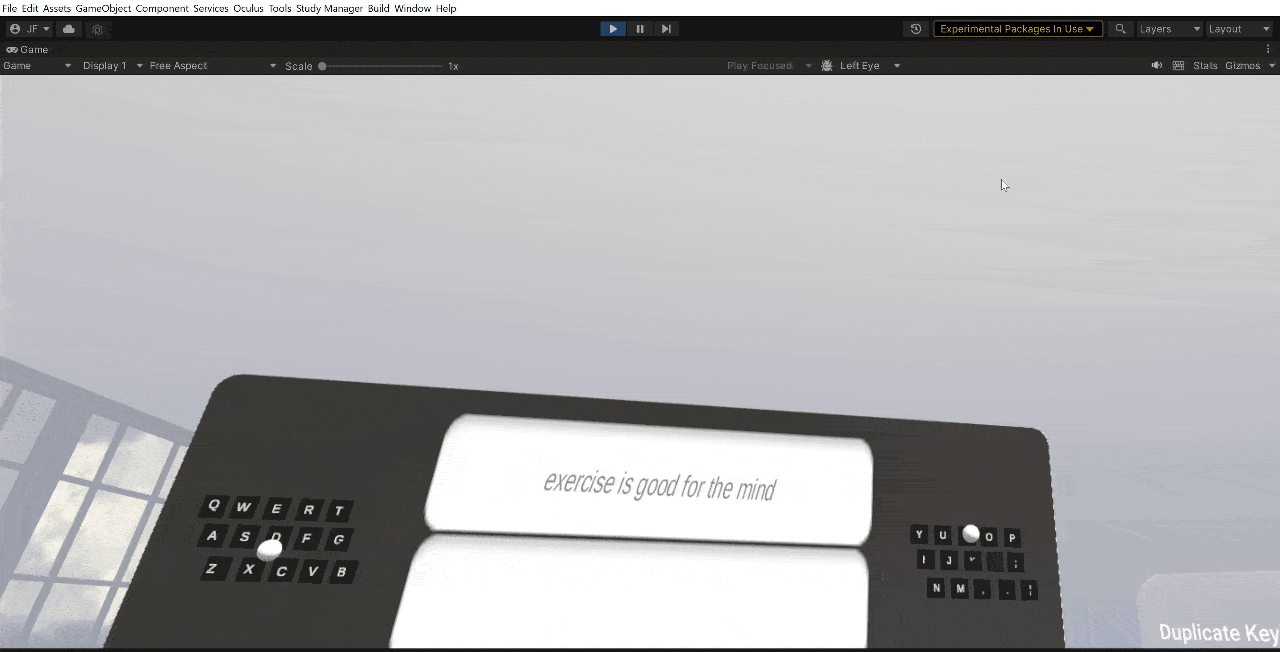 File Edit Assets GameObject Component Services Oculus Tools Study Manager Build Window Help
JF Experimental Packages In Use Layers Layout
Game
Game Display 1 Free Aspect Scale 1x Play Focused Left Eye Stats Gizmos
exercise is good for the mind
Q W E R T
A S D F G
Z X C V B
Y U O P
I J ;
N M , . ;
Duplicate Key